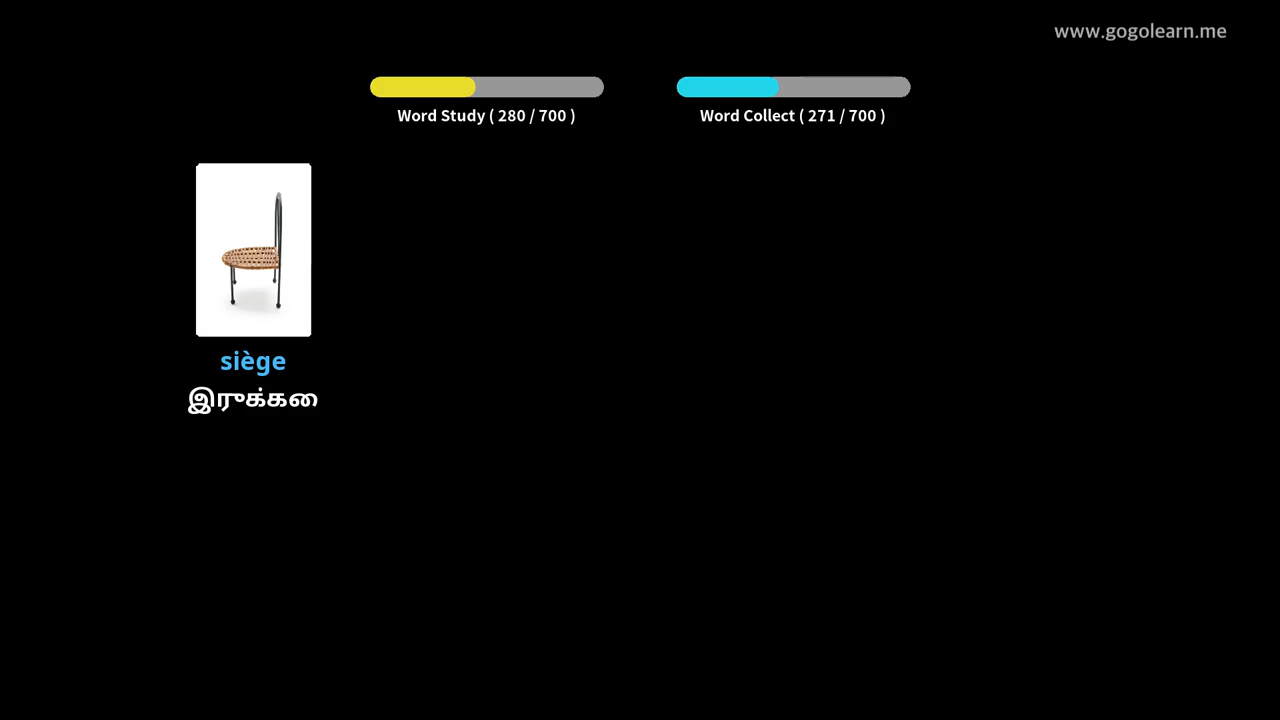 www.gogolearn.me
Word Study ( 280 / 700 )
Word Collect ( 271 / 700 )
siège
இருக்கை